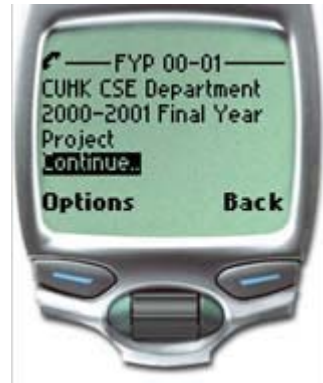 FYP 00-01
CUHK CSE Department
2000-2001 Final Year
Project
Continue..
Options Back